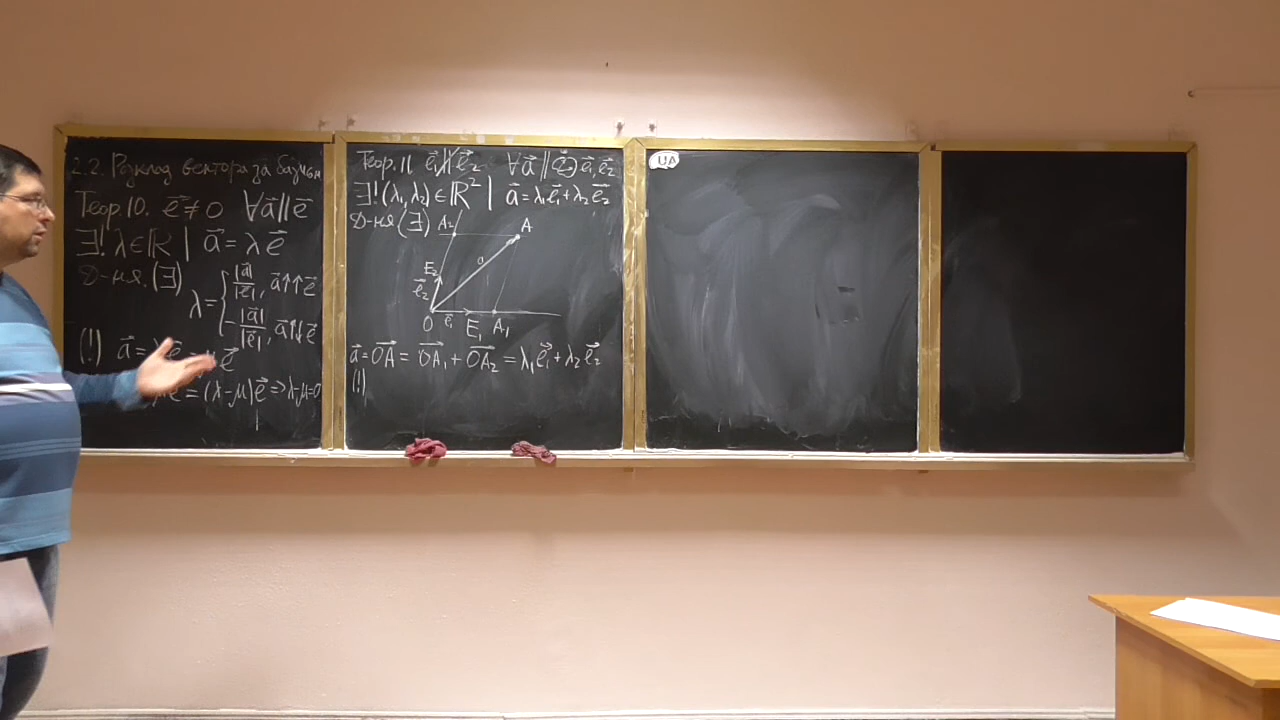 2.2. Розклад вектора за базисом
Теор. 10. e⃗ ≠ 0 ∀a⃗ ∥ e⃗
∃! λ∈ℝ | a⃗ = λ e⃗
Д-ня. (∃)
λ = { |a⃗|/|e⃗|, a⃗↑↑e⃗
-|a⃗|/|e⃗|, a⃗↑↓e⃗
(!) a⃗ = λe⃗ = μe⃗
= (λ-μ)e⃗ ⇒ λ-μ=0
Теор. 11 e⃗₁ ∦ e⃗₂ ∀a⃗ ∥ e⃗₁, e⃗₂
∃! (λ₁, λ₂) ∈ ℝ² | a⃗ = λ₁e⃗₁ + λ₂e⃗₂
Д-ня (∃) A₂ A
E₂ a
e⃗₂
O e⃗₁ E₁ A₁
a⃗ = OA⃗ = OA⃗₁ + OA⃗₂ = λ₁e⃗₁ + λ₂e⃗₂
(!)
UA